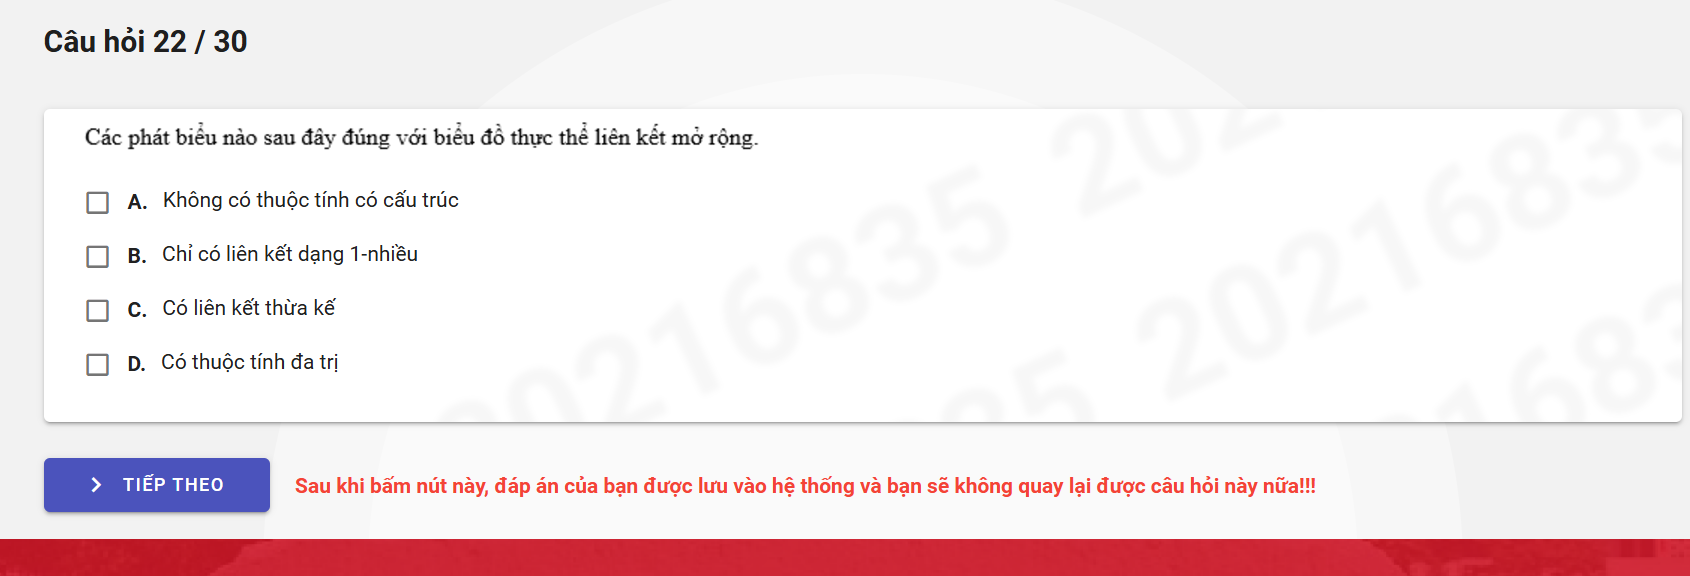 Câu hỏi 22 / 30
Các phát biểu nào sau đây đúng với biểu đồ thực thể liên kết mở rộng.
A. Không có thuộc tính có cấu trúc
B. Chỉ có liên kết dạng 1-nhiều
C. Có liên kết thừa kế
D. Có thuộc tính đa trị
TIẾP THEO
Sau khi bấm nút này, đáp án của bạn được lưu vào hệ thống và bạn sẽ không quay lại được câu hỏi này nữa!!!
20216835 20216835